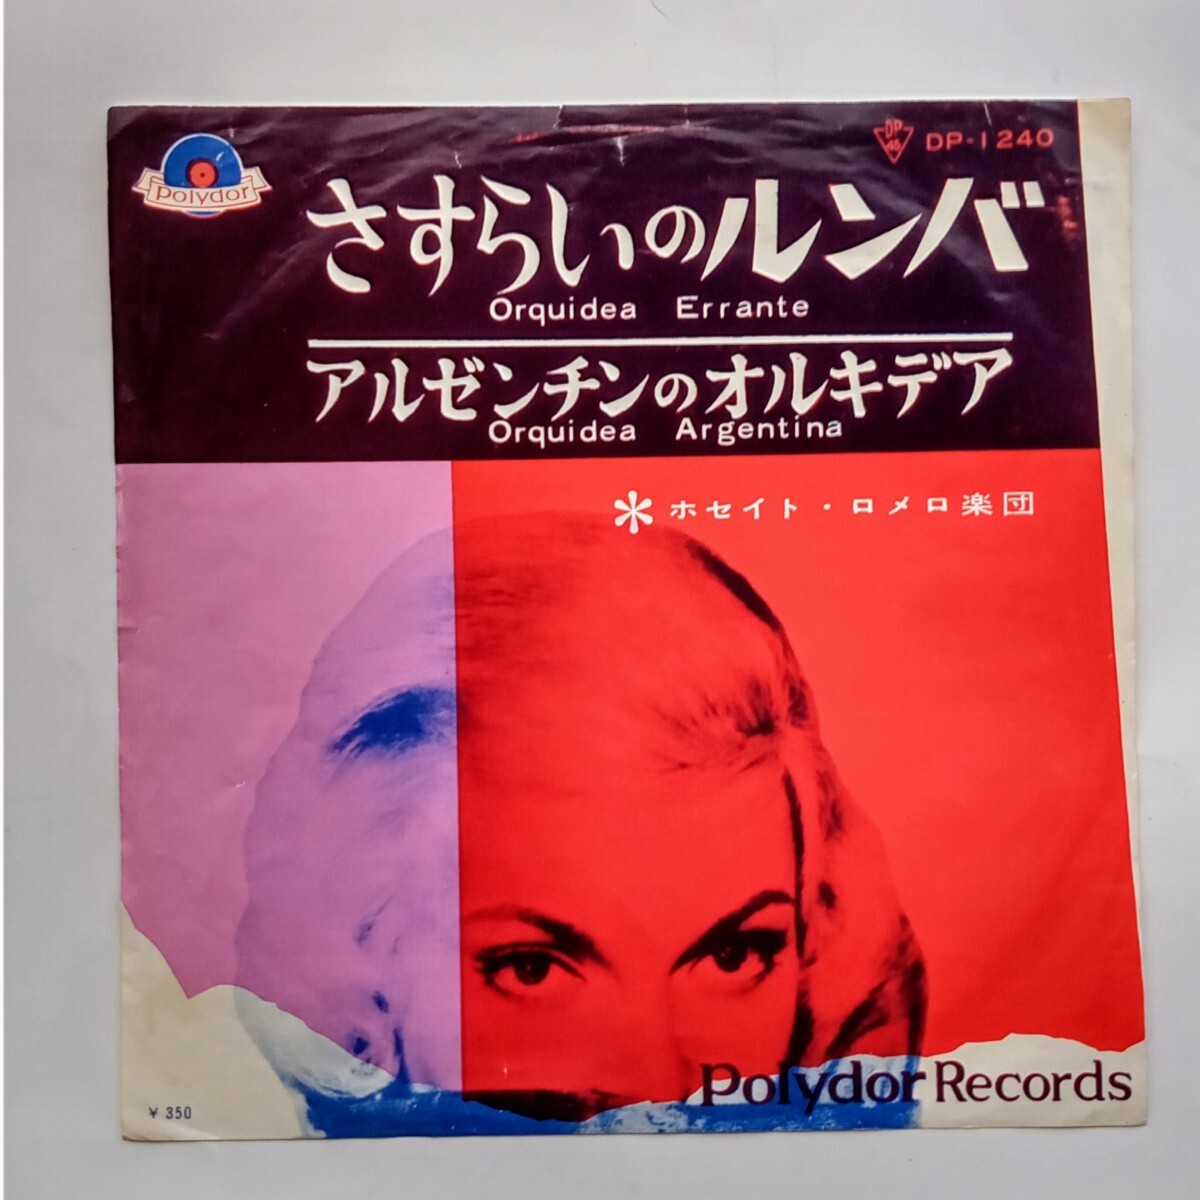 polydor
DP 45 DP-1240
さすらいのルンバ
Orquidea Errante
アルゼンチンのオルキデア
Orquidea Argentina
* ホセイト・ロメロ楽団
Polydor Records
¥ 350